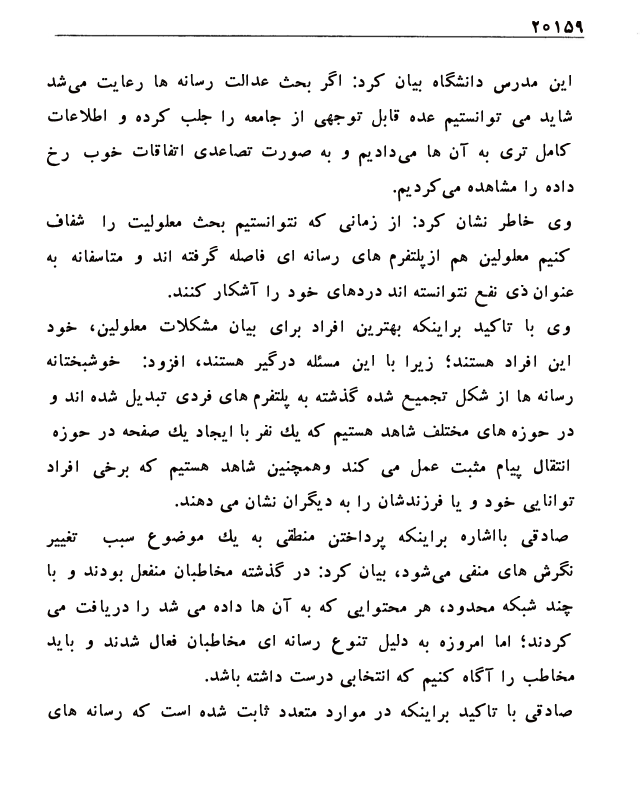 ۲۰۱۵۹
این مدرس دانشگاه بیان کرد: اگر بحث عدالت رسانه ها رعایت می‌شد
شاید می توانستیم عده قابل توجهی از جامعه را جلب کرده و اطلاعات
کامل تری به آن ها می‌دادیم و به صورت تصاعدی اتفاقات خوب رخ
داده را مشاهده می‌کردیم.
وی خاطر نشان کرد: از زمانی که نتوانستیم بحث معلولیت را شفاف
کنیم معلولین هم ازپلتفرم های رسانه ای فاصله گرفته اند و متاسفانه به
عنوان ذی نفع نتوانسته اند دردهای خود را آشکار کنند.
وی با تاکید براینکه بهترین افراد برای بیان مشکلات معلولین، خود
این افراد هستند؛ زیرا با این مسئله درگیر هستند، افزود: خوشبختانه
رسانه ها از شکل تجمیع شده گذشته به پلتفرم های فردی تبدیل شده اند و
در حوزه های مختلف شاهد هستیم که یك نفر با ایجاد یك صفحه در حوزه
انتقال پیام مثبت عمل می کند وهمچنین شاهد هستیم که برخی افراد
توانایی خود و یا فرزندشان را به دیگران نشان می دهند.
صادقی بااشاره براینکه پرداختن منطقی به یك موضوع سبب تغییر
نگرش های منفی می‌شود، بیان کرد: در گذشته مخاطبان منفعل بودند و با
چند شبکه محدود، هر محتوایی که به آن ها داده می شد را دریافت می
کردند؛ اما امروزه به دلیل تنوع رسانه ای مخاطبان فعال شدند و باید
مخاطب را آگاه کنیم که انتخابی درست داشته باشد.
صادقی با تاکید براینکه در موارد متعدد ثابت شده است که رسانه های